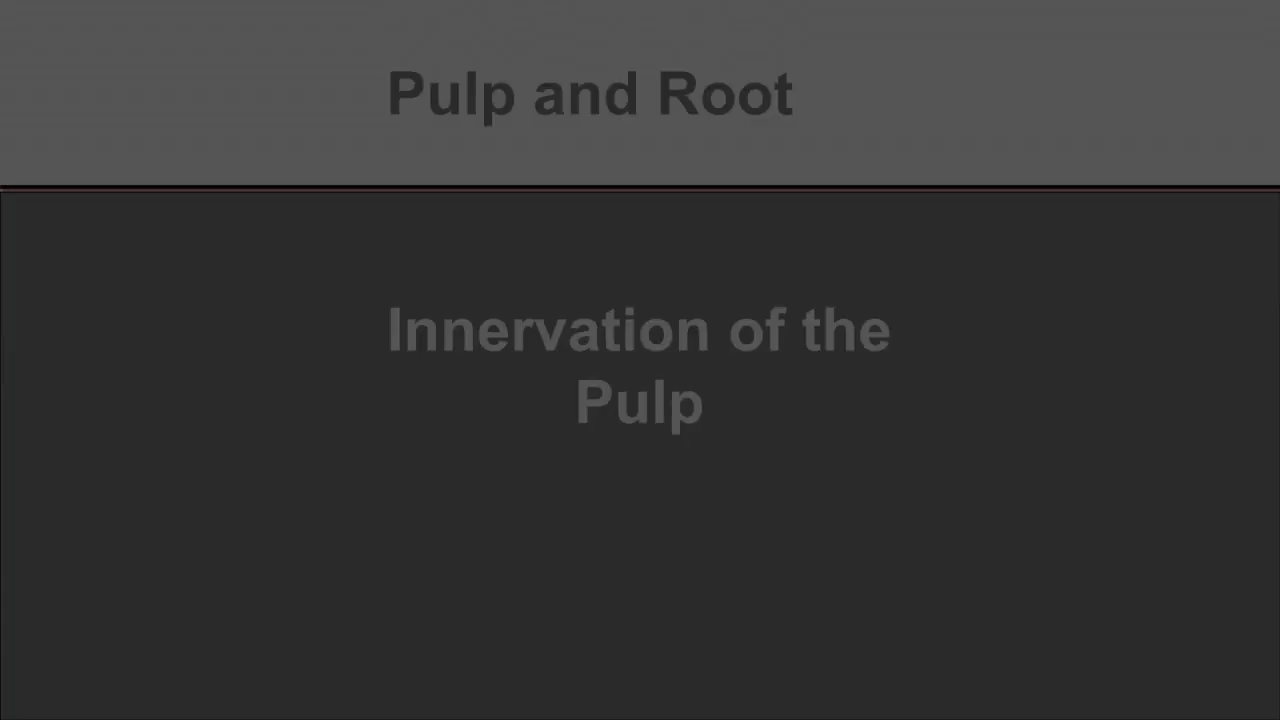 Pulp and Root
Innervation of the
Pulp